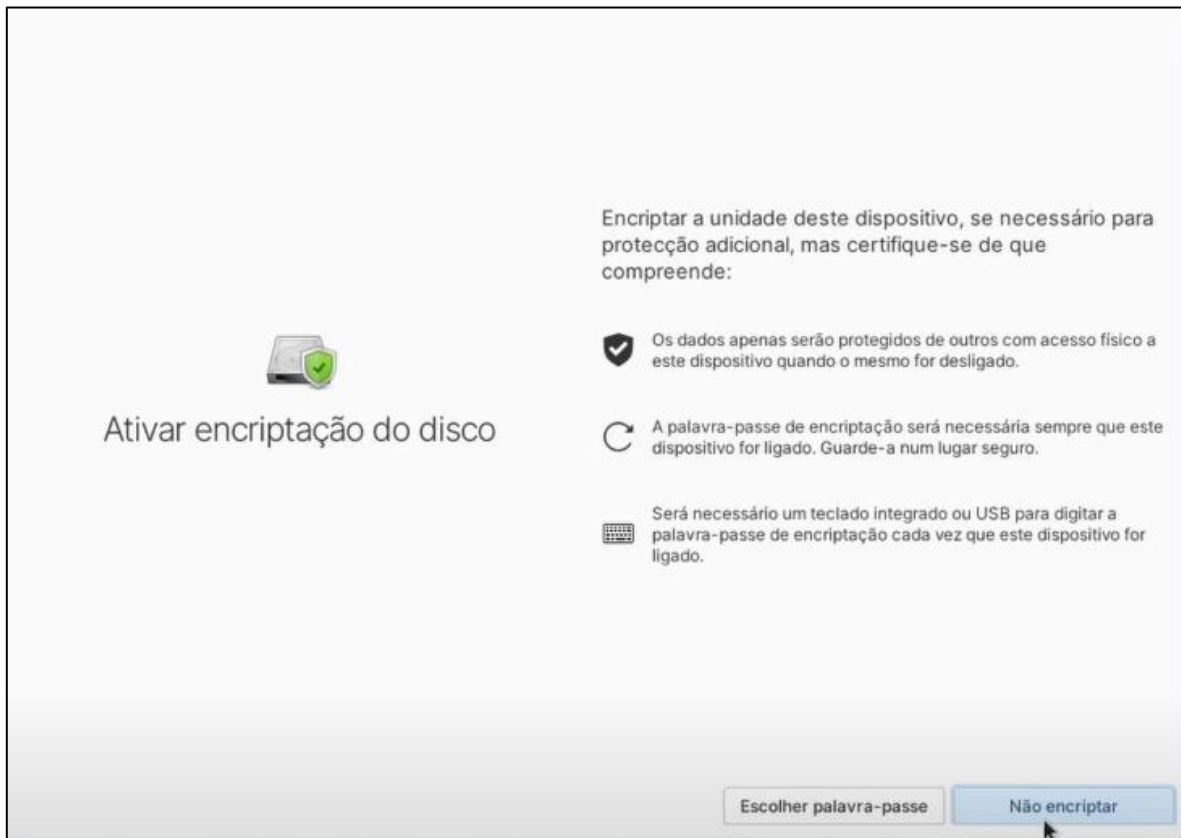 Ativar encriptação do disco
Encriptar a unidade deste dispositivo, se necessário para
protecção adicional, mas certifique-se de que
compreende:
Os dados apenas serão protegidos de outros com acesso físico a
este dispositivo quando o mesmo for desligado.
A palavra-passe de encriptação será necessária sempre que este
dispositivo for ligado. Guarde-a num lugar seguro.
Será necessário um teclado integrado ou USB para digitar a
palavra-passe de encriptação cada vez que este dispositivo for
ligado.
Escolher palavra-passe
Não encriptar